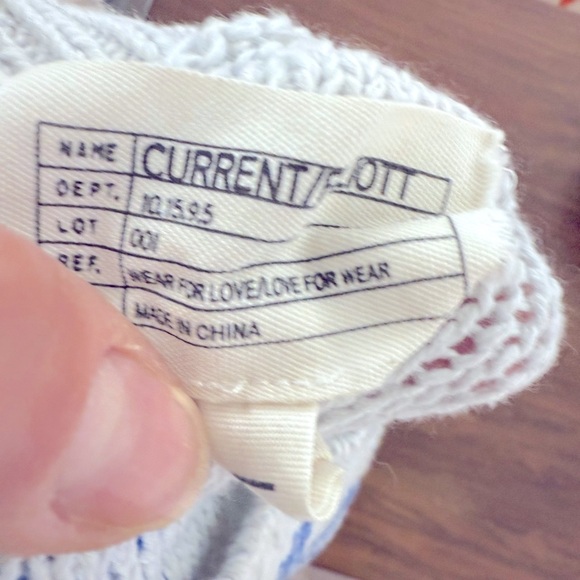 NAME CURRENT/ELLIOTT
DEPT. 10.15.9.5
LOT 001
REF. WEAR FOR LOVE/LOVE FOR WEAR
MADE IN CHINA